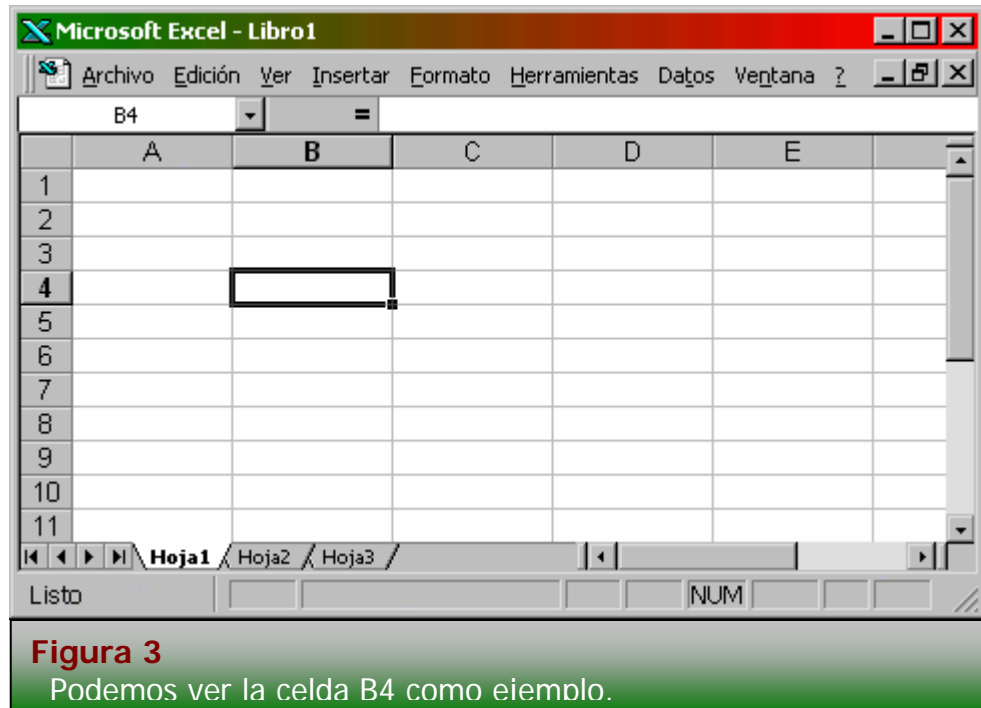 Microsoft Excel - Libro1
Archivo Edición Ver Insertar Formato Herramientas Datos Ventana ?
B4 =
A B C D E
1
2
3
4
5
6
7
8
9
10
11
Hoja1 Hoja2 Hoja3
Listo NUM
Figura 3
Podemos ver la celda B4 como ejemplo.